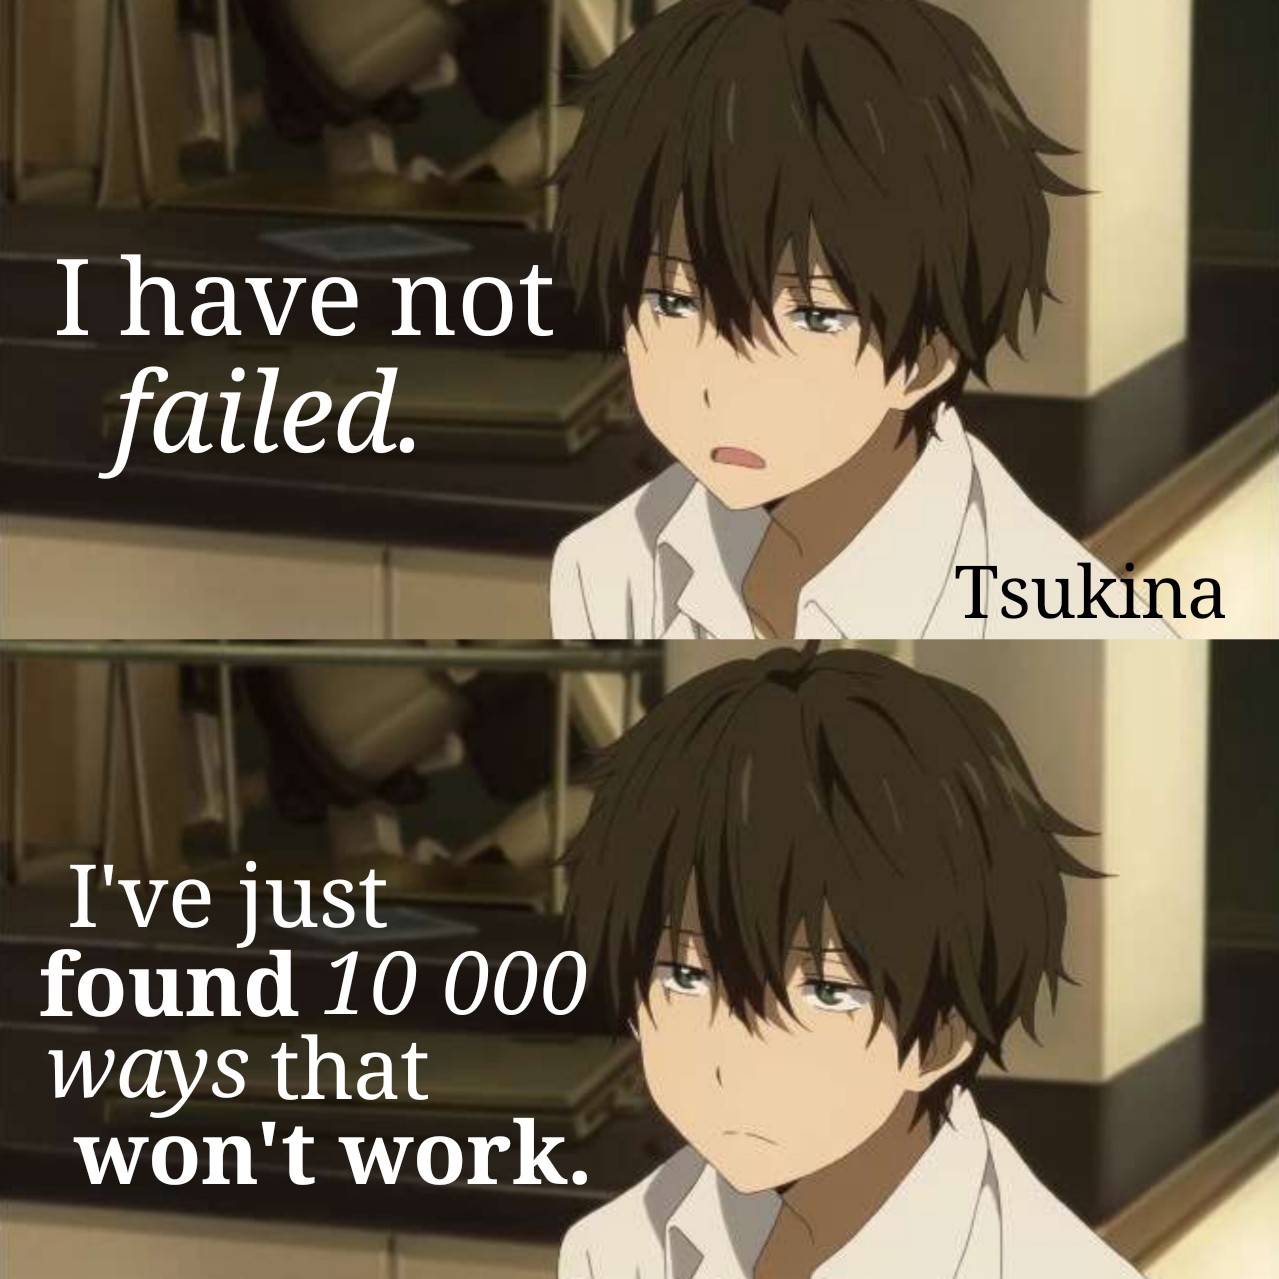 I have not
failed.
Tsukina
I've just
found 10 000
ways that
won't work.